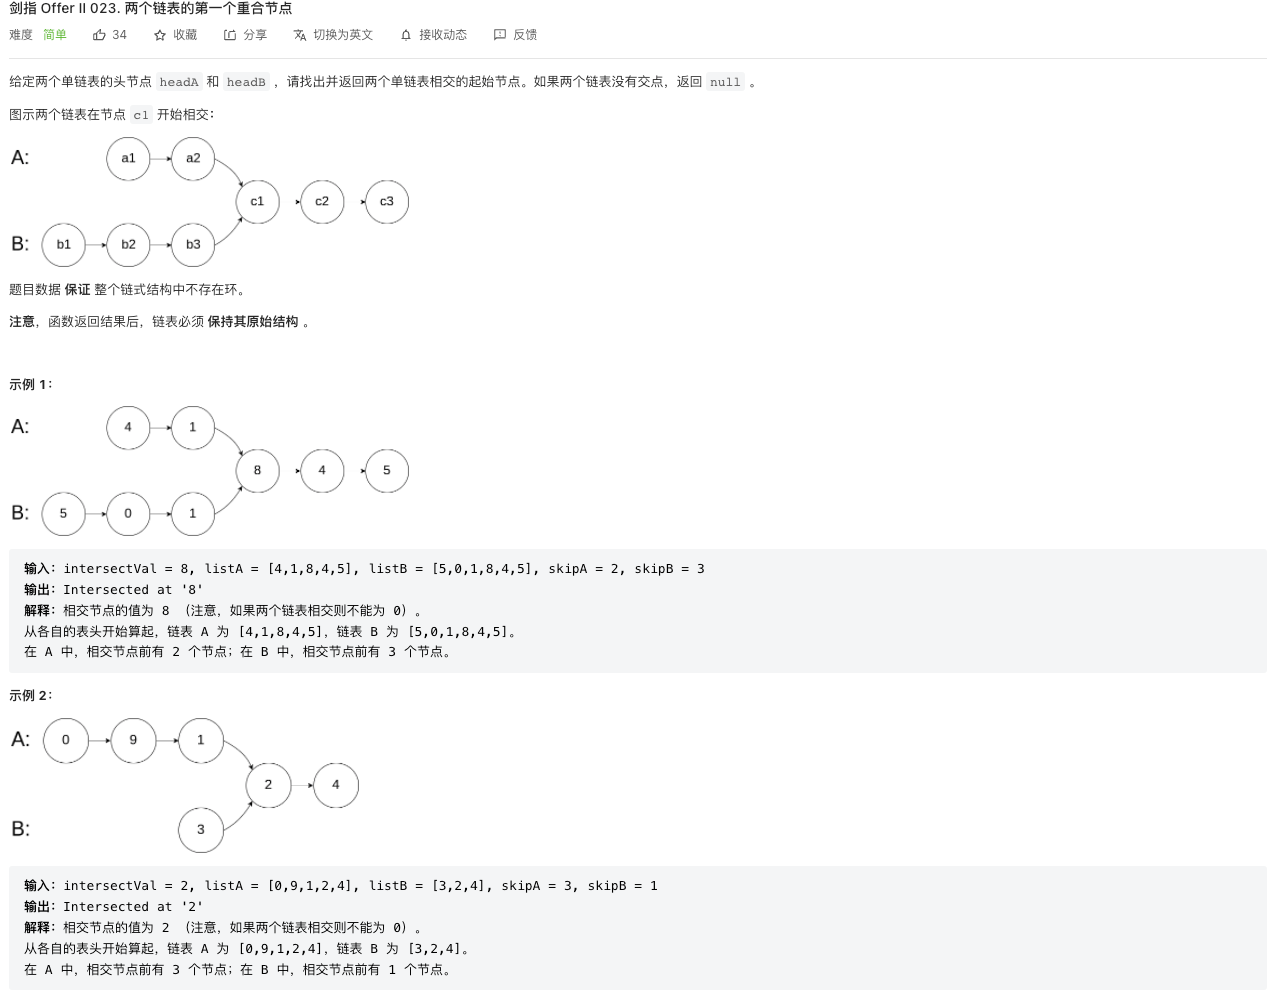 剑指 Offer II 023. 两个链表的第一个重合节点
难度 简单 34 收藏 分享 切换为英文 接收动态 反馈
给定两个单链表的头节点 headA 和 headB ，请找出并返回两个单链表相交的起始节点。如果两个链表没有交点，返回 null 。
图示两个链表在节点 c1 开始相交：
A: a1 a2
c1 c2 c3
B: b1 b2 b3
题目数据 保证 整个链式结构中不存在环。
注意，函数返回结果后，链表必须 保持其原始结构 。
示例 1：
A: 4 1
8 4 5
B: 5 0 1
输入：intersectVal = 8, listA = [4,1,8,4,5], listB = [5,0,1,8,4,5], skipA = 2, skipB = 3
输出：Intersected at '8'
解释：相交节点的值为 8 （注意，如果两个链表相交则不能为 0）。
从各自的表头开始算起，链表 A 为 [4,1,8,4,5]，链表 B 为 [5,0,1,8,4,5]。
在 A 中，相交节点前有 2 个节点；在 B 中，相交节点前有 3 个节点。
示例 2：
A: 0 9 1
2 4
B: 3
输入：intersectVal = 2, listA = [0,9,1,2,4], listB = [3,2,4], skipA = 3, skipB = 1
输出：Intersected at '2'
解释：相交节点的值为 2 （注意，如果两个链表相交则不能为 0）。
从各自的表头开始算起，链表 A 为 [0,9,1,2,4]，链表 B 为 [3,2,4]。
在 A 中，相交节点前有 3 个节点；在 B 中，相交节点前有 1 个节点。